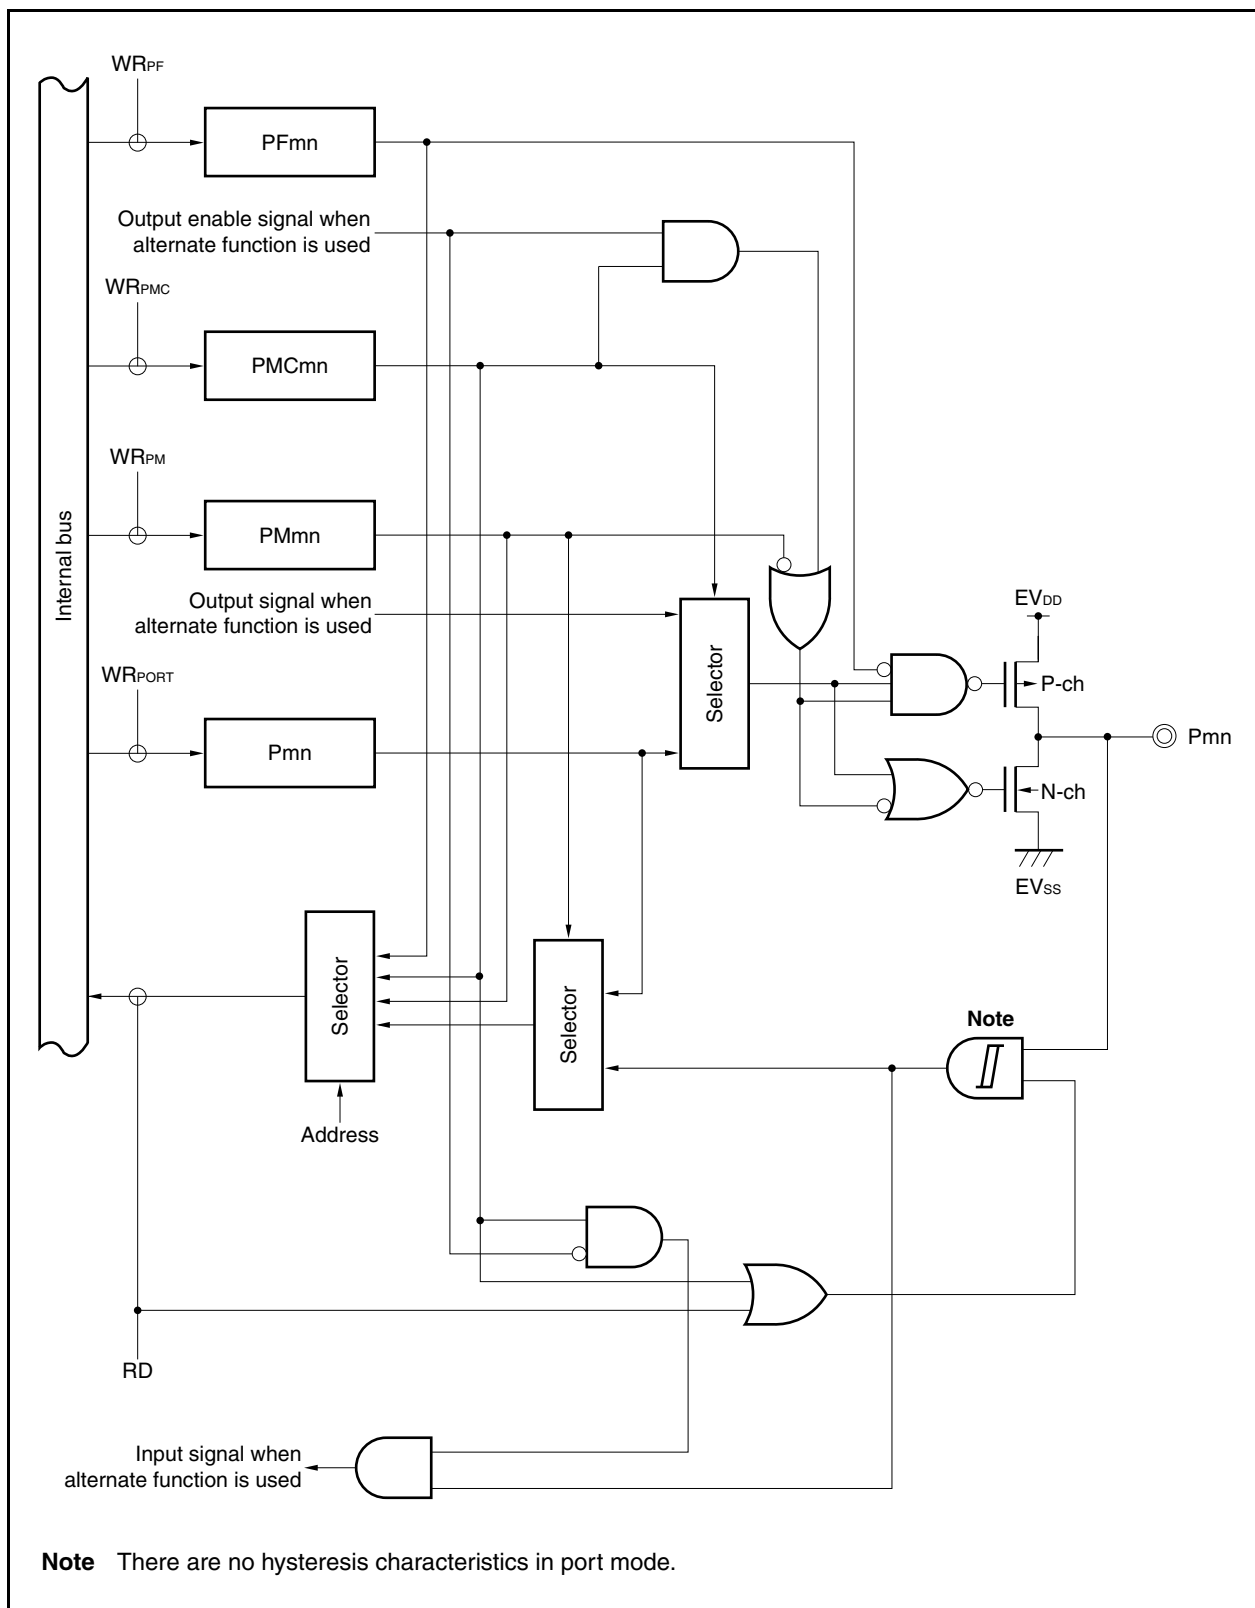 WRPF
PFmn
Output enable signal when
alternate function is used
WRPMC
PMCmn
WRPM
PMmn
Internal bus
Output signal when
alternate function is used
Selector
EVDD
P-ch
WRPORT
Pmn
Pmn
N-ch
EVSS
Selector
Selector
Note
Address
RD
Input signal when
alternate function is used
Note There are no hysteresis characteristics in port mode.